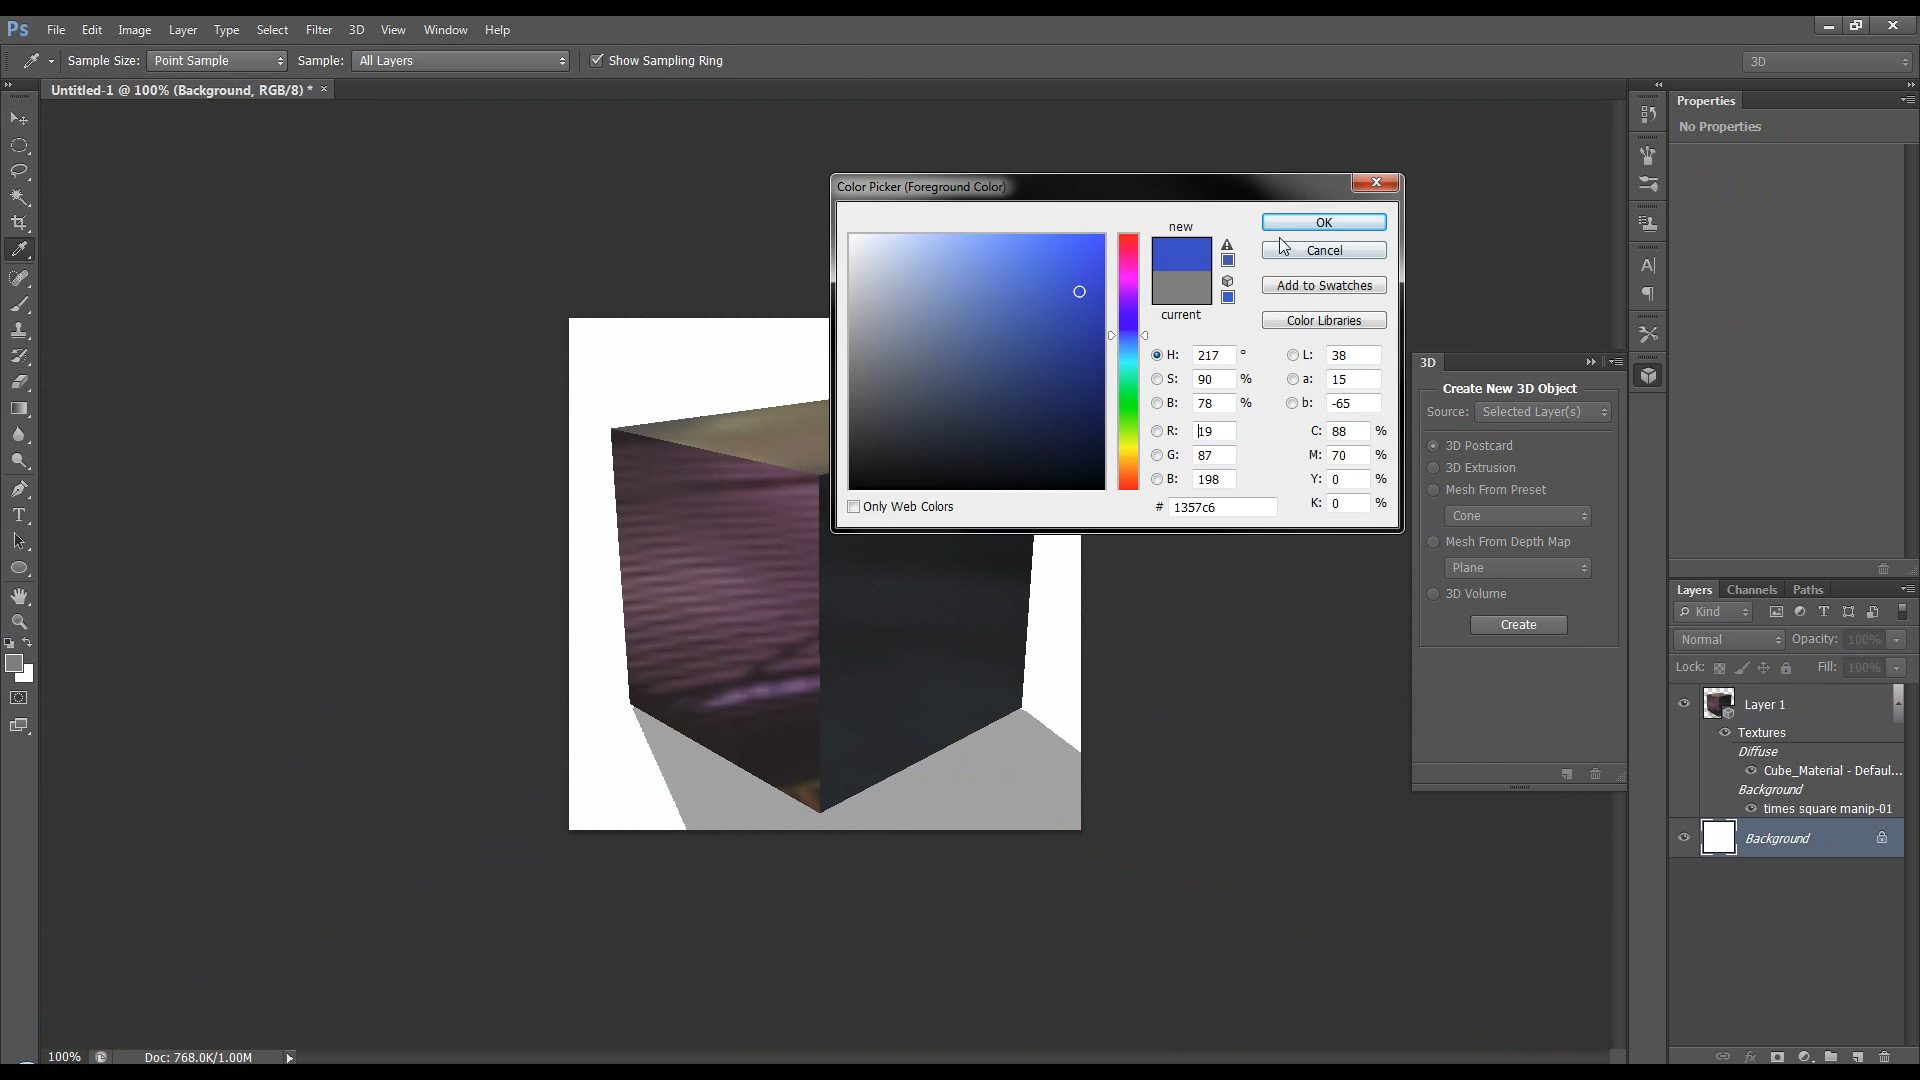 Ps File Edit Image Layer Type Select Filter 3D View Window Help
Sample Size: Point Sample Sample: All Layers Show Sampling Ring 3D
Untitled-1 @ 100% (Background, RGB/8) * ×
Color Picker (Foreground Color)
new
current
OK
Cancel
Add to Swatches
Color Libraries
H: 217 ° L: 38
S: 90 % a: 15
B: 78 % b: -65
R: 19 C: 88 %
G: 87 M: 70 %
B: 198 Y: 0 %
# 1357c6 K: 0 %
Only Web Colors
3D
Create New 3D Object
Source: Selected Layer(s)
3D Postcard
3D Extrusion
Mesh From Preset
Cone
Mesh From Depth Map
Plane
3D Volume
Create
Properties
No Properties
Layers Channels Paths
Kind
Normal Opacity: 100%
Lock: Fill: 100%
Layer 1
Textures
Diffuse
Cube_Material - Defaul...
Background
times square manip-01
Background
100% Doc: 768.0K/1.00M